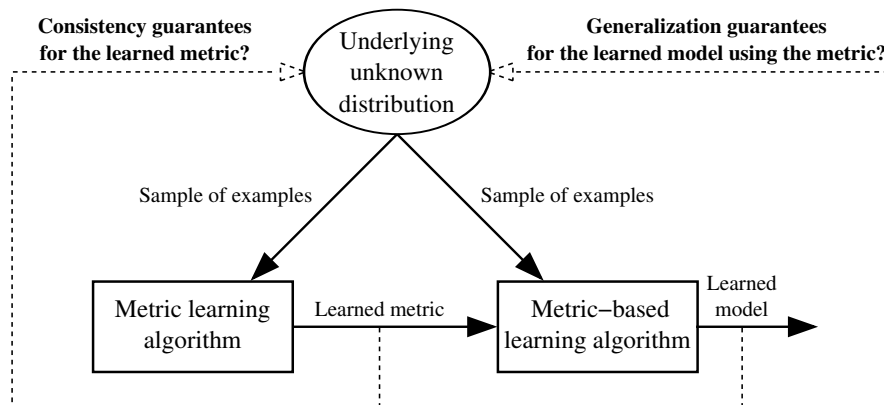 Consistency guarantees
for the learned metric?
Underlying
unknown
distribution
Generalization guarantees
for the learned model using the metric?
Sample of examples
Sample of examples
Metric learning
algorithm
Learned metric
Metric−based
learning algorithm
Learned
model